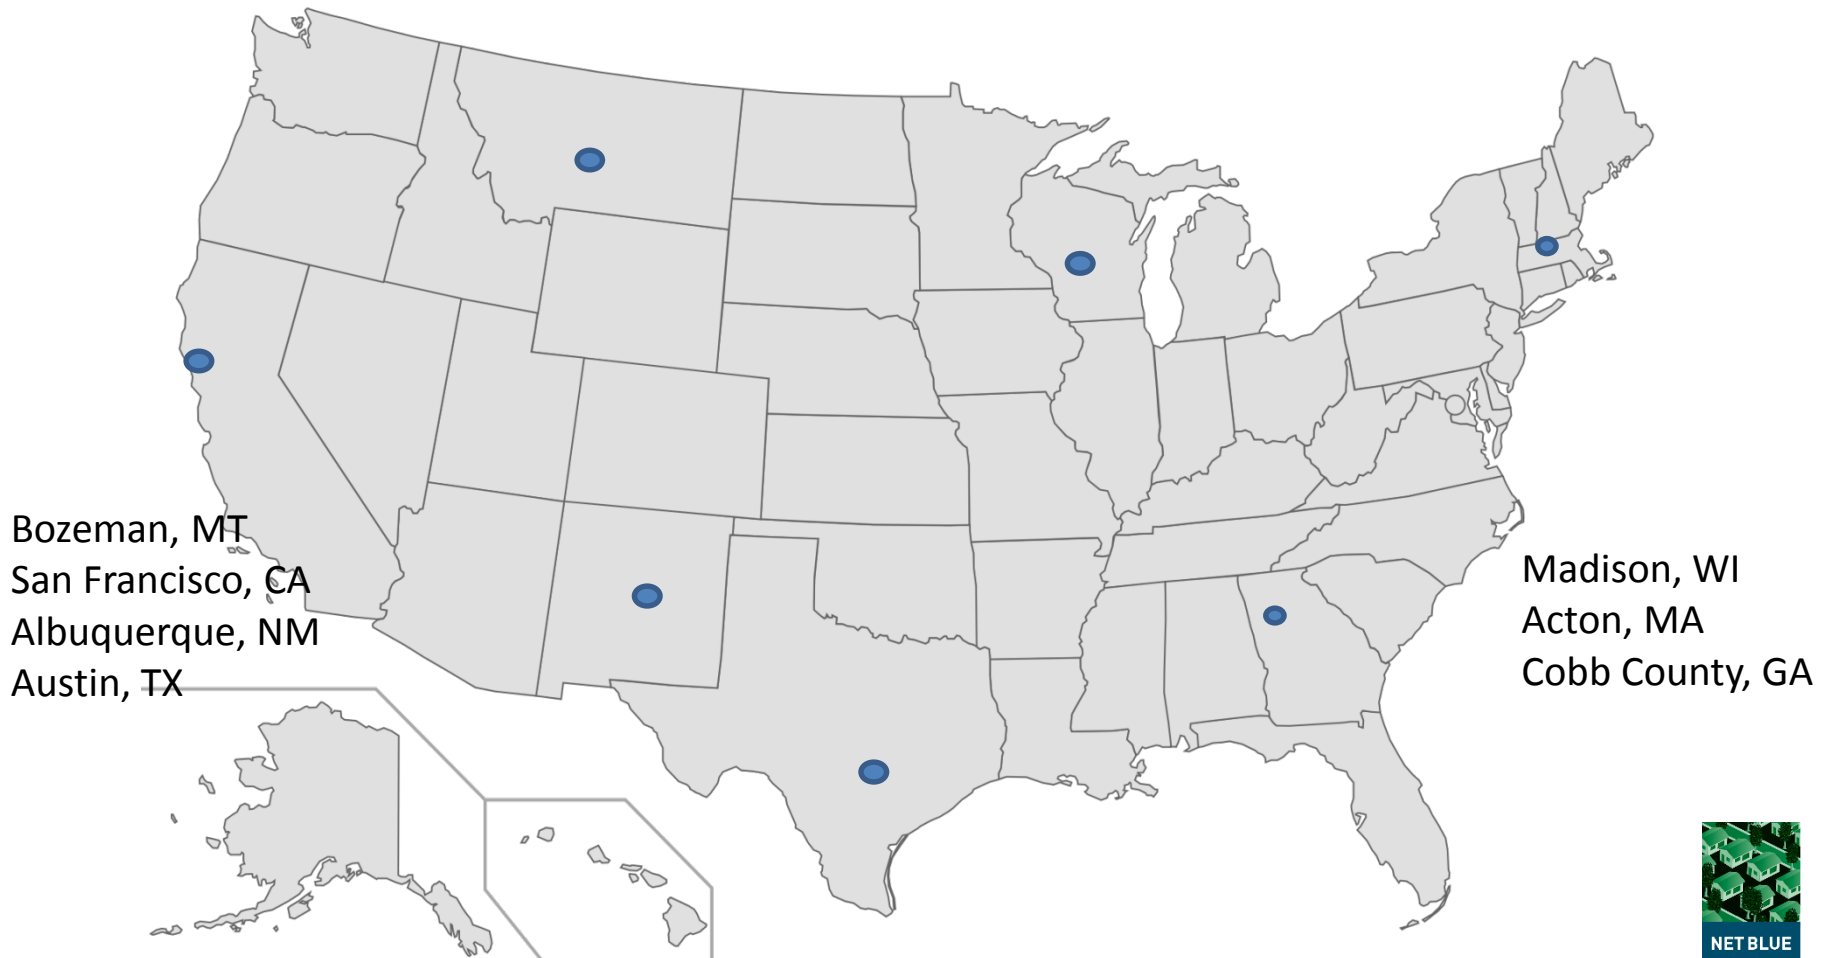 Bozeman, MT
San Francisco, CA
Albuquerque, NM
Austin, TX
Madison, WI
Acton, MA
Cobb County, GA
NET BLUE